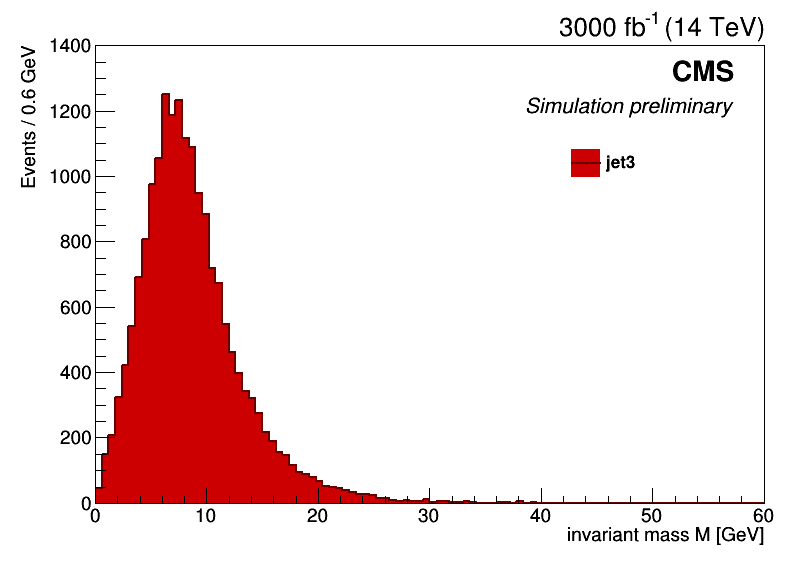 3000 fb-1 (14 TeV)
CMS
Simulation preliminary
jet3
Events / 0.6 GeV
1400
1200
1000
800
600
400
200
0
0 10 20 30 40 50 60
invariant mass M [GeV]